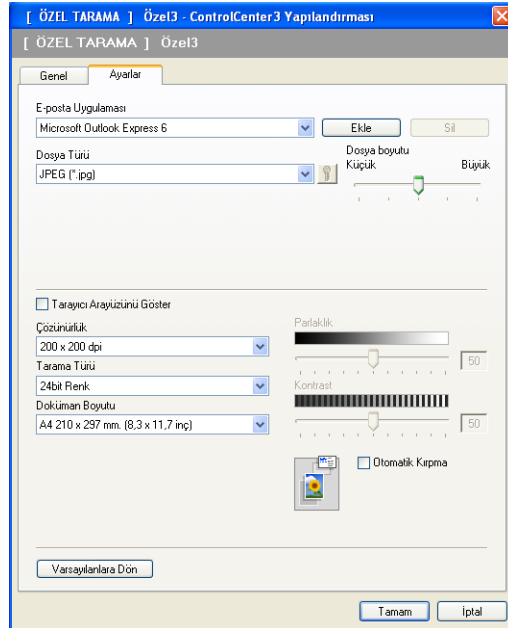 [ ÖZEL TARAMA ] Özel3 - ControlCenter3 Yapılandırması
[ ÖZEL TARAMA ] Özel3
Genel Ayarlar
E-posta Uygulaması
Microsoft Outlook Express 6 Ekle Sil
Dosya Türü Dosya boyutu
Küçük Büyük
JPEG (*.jpg)
Tarayıcı Arayüzünü Göster
Çözünürlük Parlaklık
200 x 200 dpi
50
Tarama Türü
24bit Renk Kontrast
Doküman Boyutu
A4 210 x 297 mm. (8,3 x 11,7 inç) 50
Otomatik Kırpma
Varsayılanlara Dön
Tamam İptal